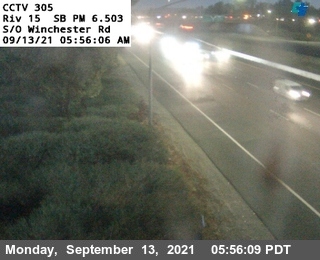 CCTV 305
Riv 15 SB PM 6.503
S/O Winchester Rd
09/13/21 05:56:06 AM
Monday, September 13, 2021 05:56:09 PDT